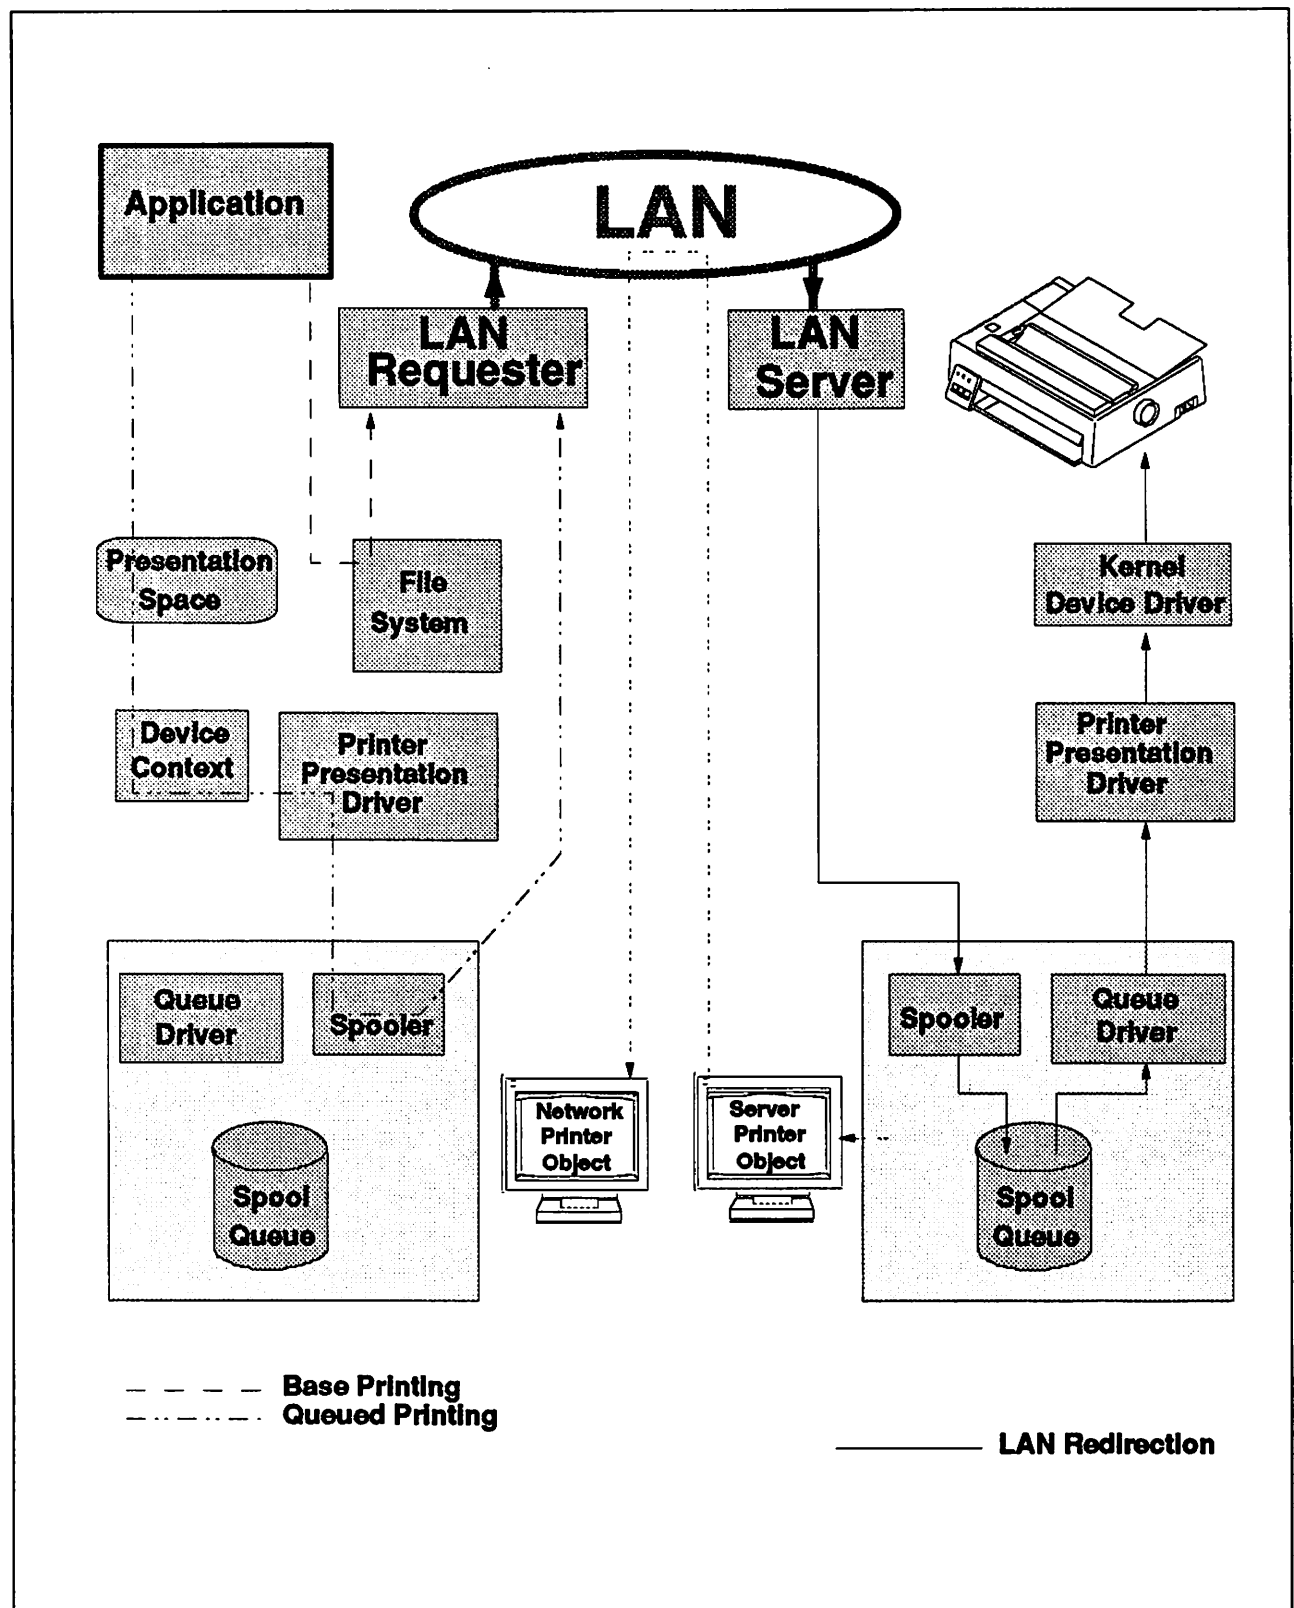 Application
LAN
LAN
Requester
LAN
Server
Presentation
Space
File
System
Kernel
Device Driver
Device
Context
Printer
Presentation
Driver
Printer
Presentation
Driver
Queue
Driver
Spooler
Spooler
Queue
Driver
Network
Printer
Object
Server
Printer
Object
Spool
Queue
Spool
Queue
Base Printing
Queued Printing
LAN Redirection